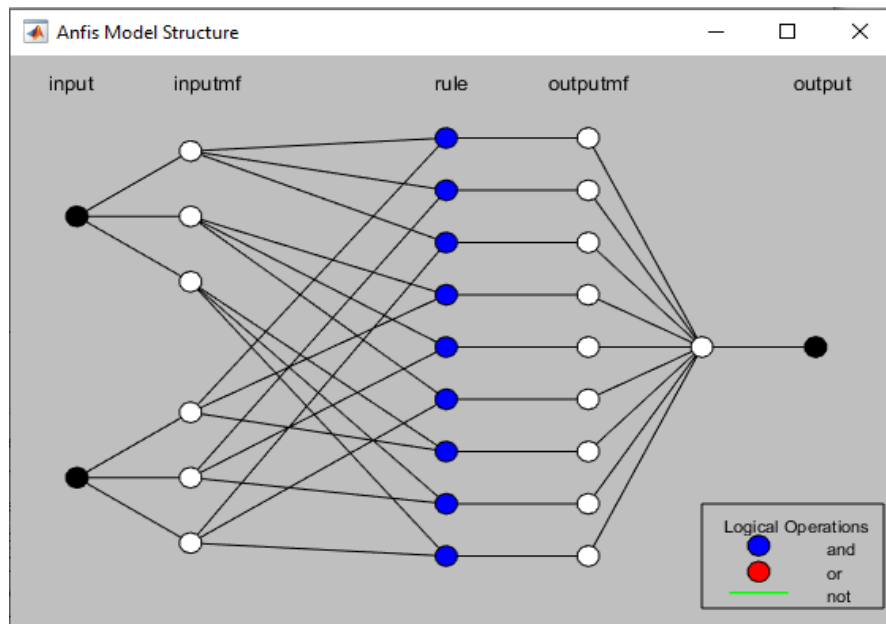 Anfis Model Structure
input inputmf rule outputmf output
Logical Operations
and
or
not